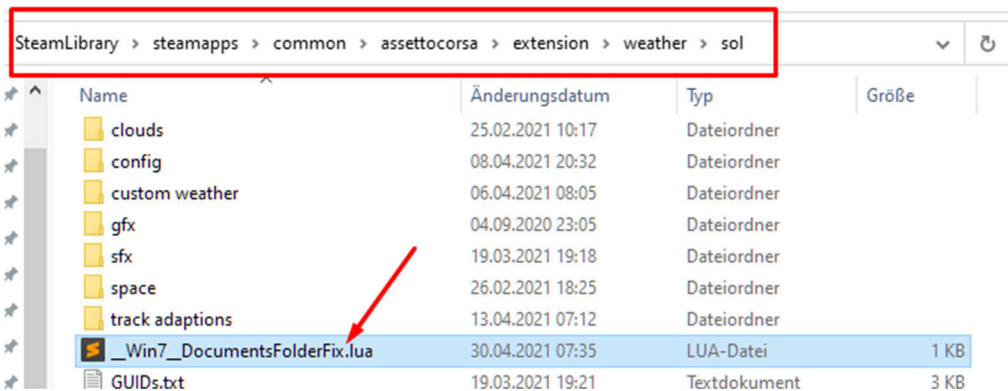 SteamLibrary > steamapps > common > assettocorsa > extension > weather > sol
Name Änderungsdatum Typ Größe
clouds 25.02.2021 10:17 Dateiordner
config 08.04.2021 20:32 Dateiordner
custom weather 06.04.2021 08:05 Dateiordner
gfx 04.09.2020 23:05 Dateiordner
sfx 19.03.2021 19:18 Dateiordner
space 26.02.2021 18:25 Dateiordner
track adaptions 13.04.2021 07:12 Dateiordner
__Win7__DocumentsFolderFix.lua 30.04.2021 07:35 LUA-Datei 1 KB
GUIDs.txt 19.03.2021 19:21 Textdokument 3 KB